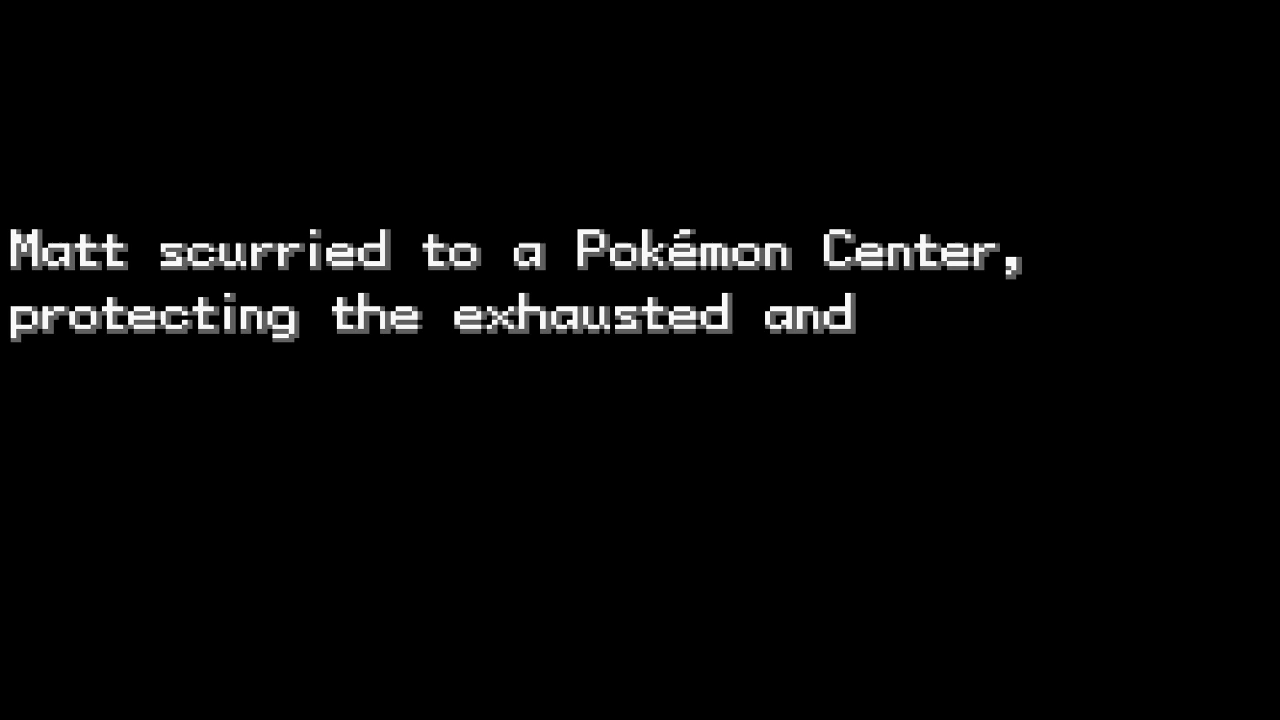 Matt scurried to a Pokémon Center,
protecting the exhausted and